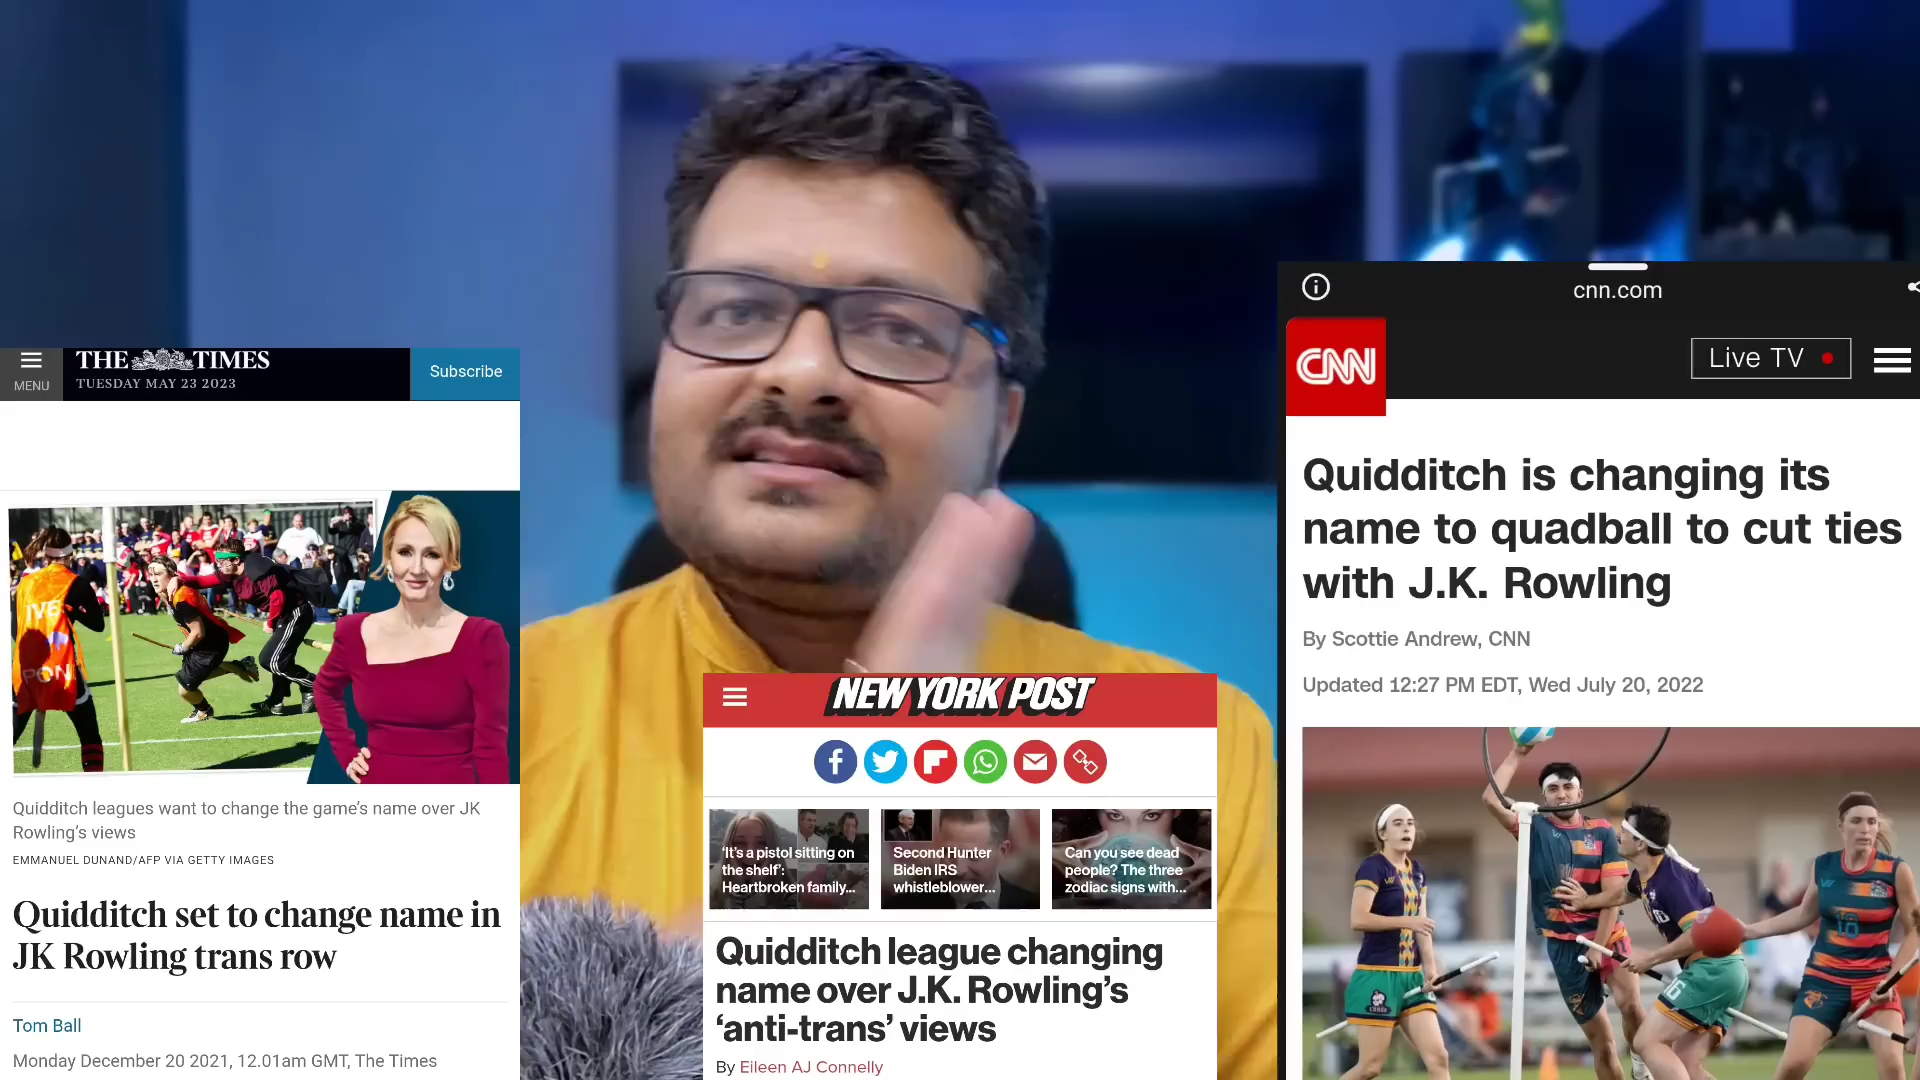 MENU
THE TIMES
TUESDAY MAY 23 2023
Subscribe
Quidditch leagues want to change the game’s name over JK
Rowling’s views
EMMANUEL DUNAND/AFP VIA GETTY IMAGES
Quidditch set to change name in
JK Rowling trans row
Tom Ball
Monday December 20 2021, 12.01am GMT, The Times
NEW YORK POST
‘It’s a pistol sitting on
the shelf’:
Heartbroken family...
Second Hunter
Biden IRS
whistleblower...
Can you see dead
people? The three
zodiac signs with...
Quidditch league changing
name over J.K. Rowling’s
‘anti-trans’ views
By Eileen AJ Connelly
cnn.com
CNN
Live TV
Quidditch is changing its
name to quadball to cut ties
with J.K. Rowling
By Scottie Andrew, CNN
Updated 12:27 PM EDT, Wed July 20, 2022